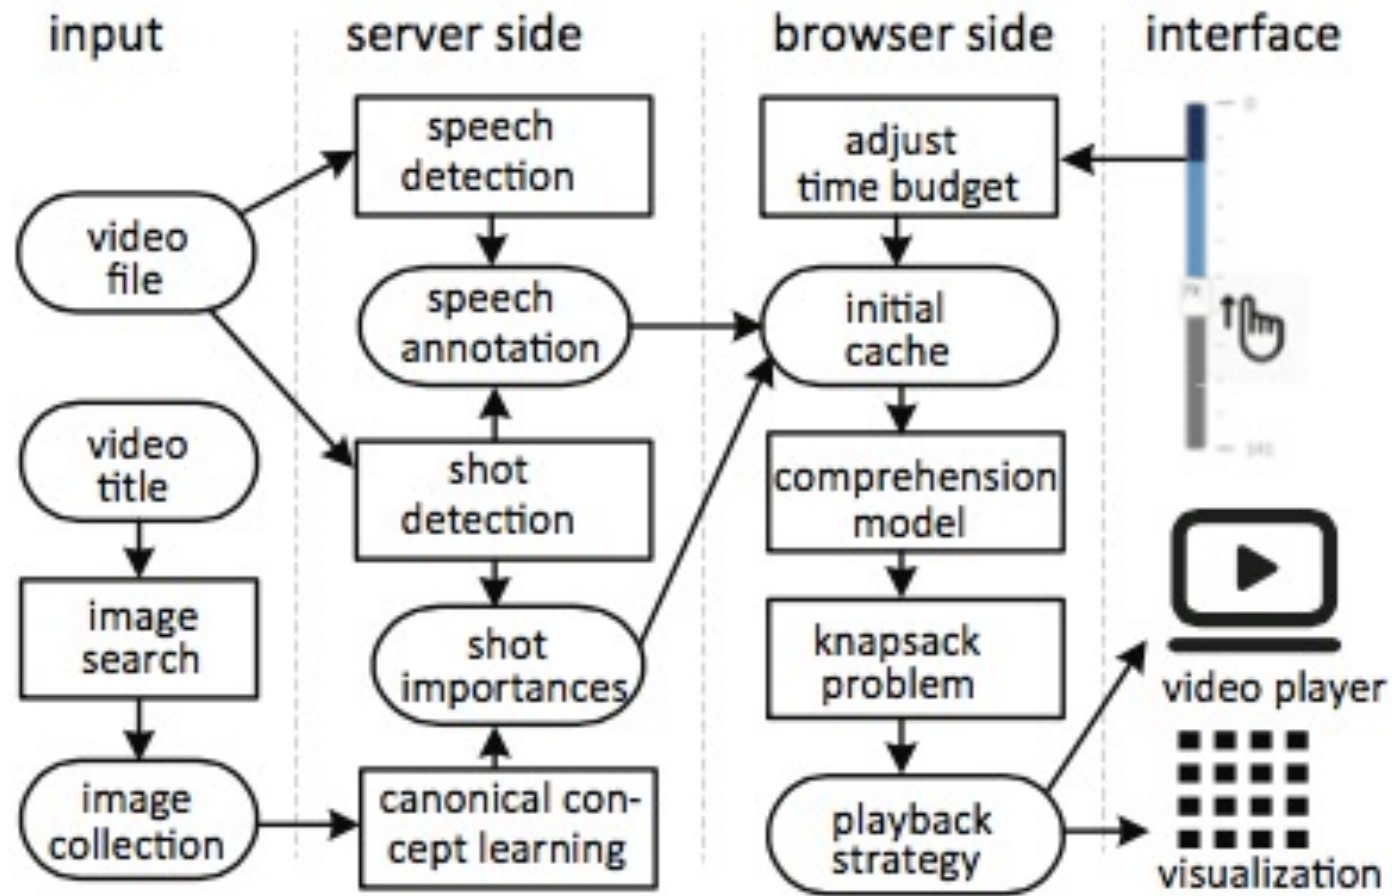 input
server side
browser side
interface
video
file
video
title
image
search
image
collection
speech
detection
speech
annotation
shot
detection
shot
importances
canonical con-
cept learning
adjust
time budget
initial
cache
comprehension
model
knapsack
problem
playback
strategy
0
video player
visualization